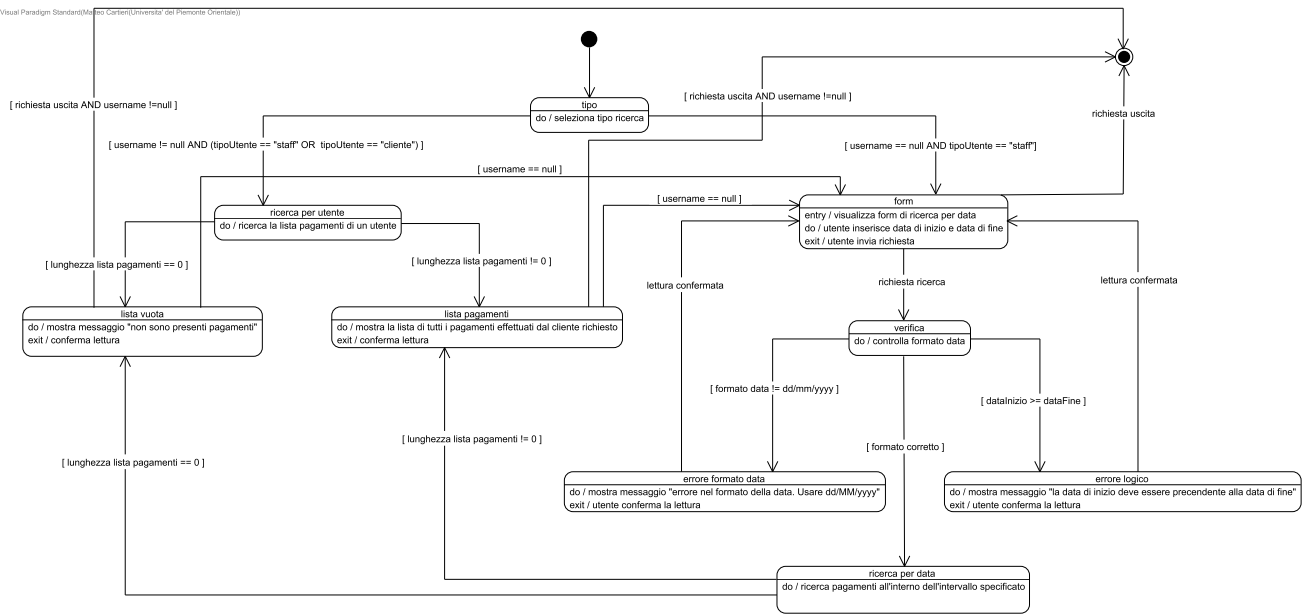 Visual Paradigm Standard(Matteo Cartieri(Universita' del Piemonte Orientale))
tipo
do / seleziona tipo ricerca
[ richiesta uscita AND username !=null ]
[ richiesta uscita AND username !=null ]
richiesta uscita
[ username != null AND (tipoUtente == "staff" OR tipoUtente == "cliente") ]
[ username == null AND tipoUtente == "staff"]
[ username == null ]
[ username == null ]
ricerca per utente
do / ricerca la lista pagamenti di un utente
form
entry / visualizza form di ricerca per data
do / utente inserisce data di inizio e data di fine
exit / utente invia richiesta
[ lunghezza lista pagamenti == 0 ]
[ lunghezza lista pagamenti != 0 ]
lettura confermata
richiesta ricerca
lettura confermata
lista vuota
do / mostra messaggio "non sono presenti pagamenti"
exit / conferma lettura
lista pagamenti
do / mostra la lista di tutti i pagamenti effettuati dal cliente richiesto
exit / conferma lettura
verifica
do / controlla formato data
[ formato data != dd/mm/yyyy ]
[ dataInizio >= dataFine ]
[ lunghezza lista pagamenti != 0 ]
[ formato corretto ]
[ lunghezza lista pagamenti == 0 ]
errore formato data
do / mostra messaggio "errore nel formato della data. Usare dd/MM/yyyy"
exit / utente conferma la lettura
errore logico
do / mostra messaggio "la data di inizio deve essere precendente alla data di fine"
exit / utente conferma la lettura
ricerca per data
do / ricerca pagamenti all'interno dell'intervallo specificato